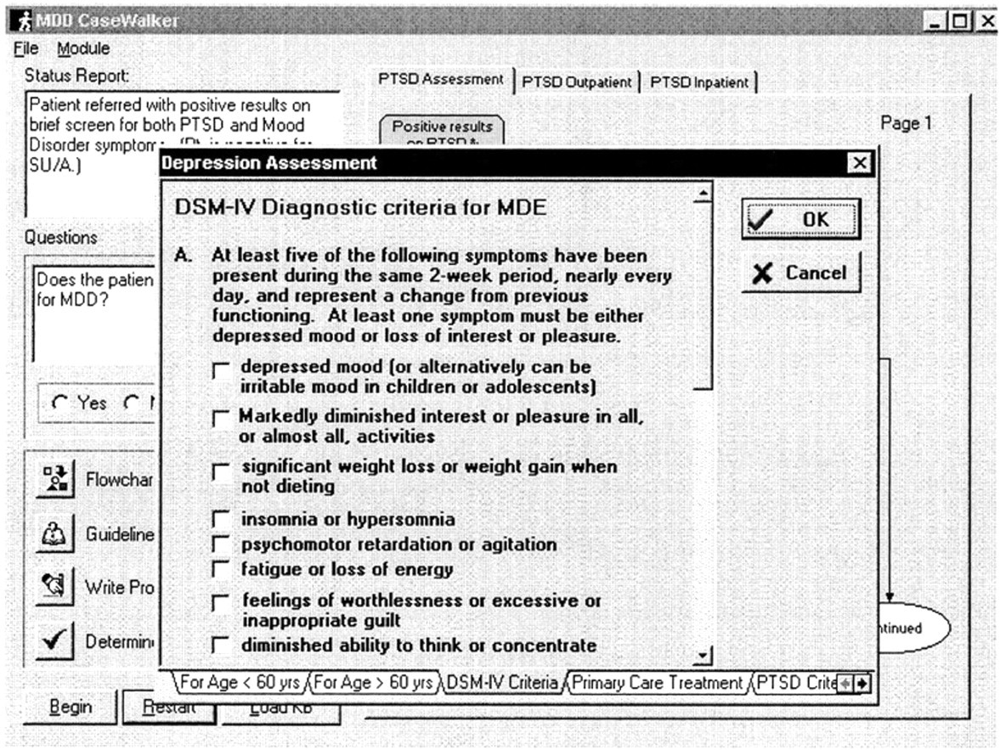 MDD CaseWalker
File Module
Status Report:
Patient referred with positive results on
brief screen for both PTSD and Mood
Disorder symptoms. (Pt. is negative for
SU/A.)
PTSD Assessment PTSD Outpatient PTSD Inpatient
Positive results
on PTSD &
Page 1
Questions
Does the patien
for MDD?
Yes
Flowchar
Guideline
Write Pro
Determin
Begin Restart Load KB
Depression Assessment
DSM-IV Diagnostic criteria for MDE
A. At least five of the following symptoms have been
present during the same 2-week period, nearly every
day, and represent a change from previous
functioning. At least one symptom must be either
depressed mood or loss of interest or pleasure.
depressed mood (or alternatively can be
irritable mood in children or adolescents)
Markedly diminished interest or pleasure in all,
or almost all, activities
significant weight loss or weight gain when
not dieting
insomnia or hypersomnia
psychomotor retardation or agitation
fatigue or loss of energy
feelings of worthlessness or excessive or
inappropriate guilt
diminished ability to think or concentrate
OK
Cancel
For Age < 60 yrs For Age > 60 yrs DSM-IV Criteria Primary Care Treatment PTSD Crite
ntinued